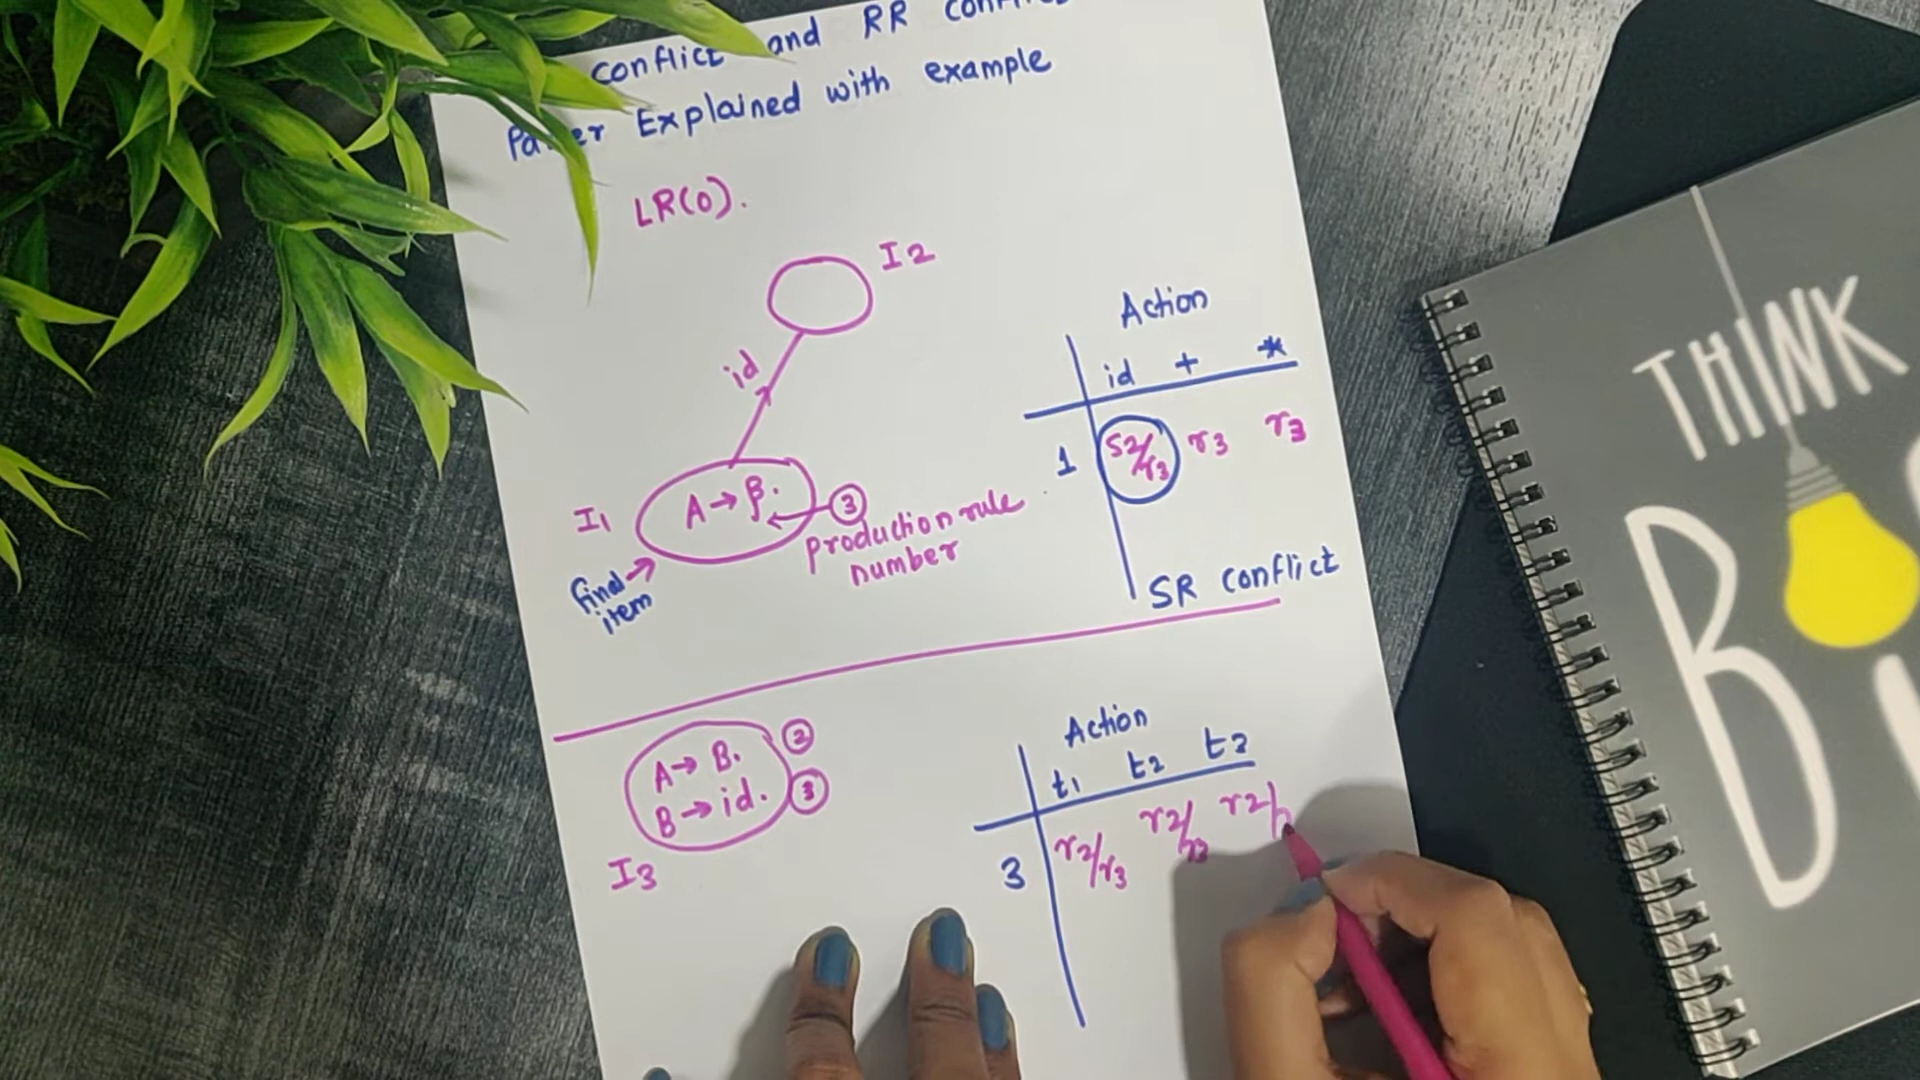 conflict and RR
Explained with example
LR(0).
I2
id
I1
A→ β.
3
production rule
number
final
item
Action
id + *
1 S2/r3 r3 r3
SR conflict
A→ B. 2
B→ id. 3
I3
Action
t1 t2 t3
3 r2/r3 r2/r3 r2/
THINK